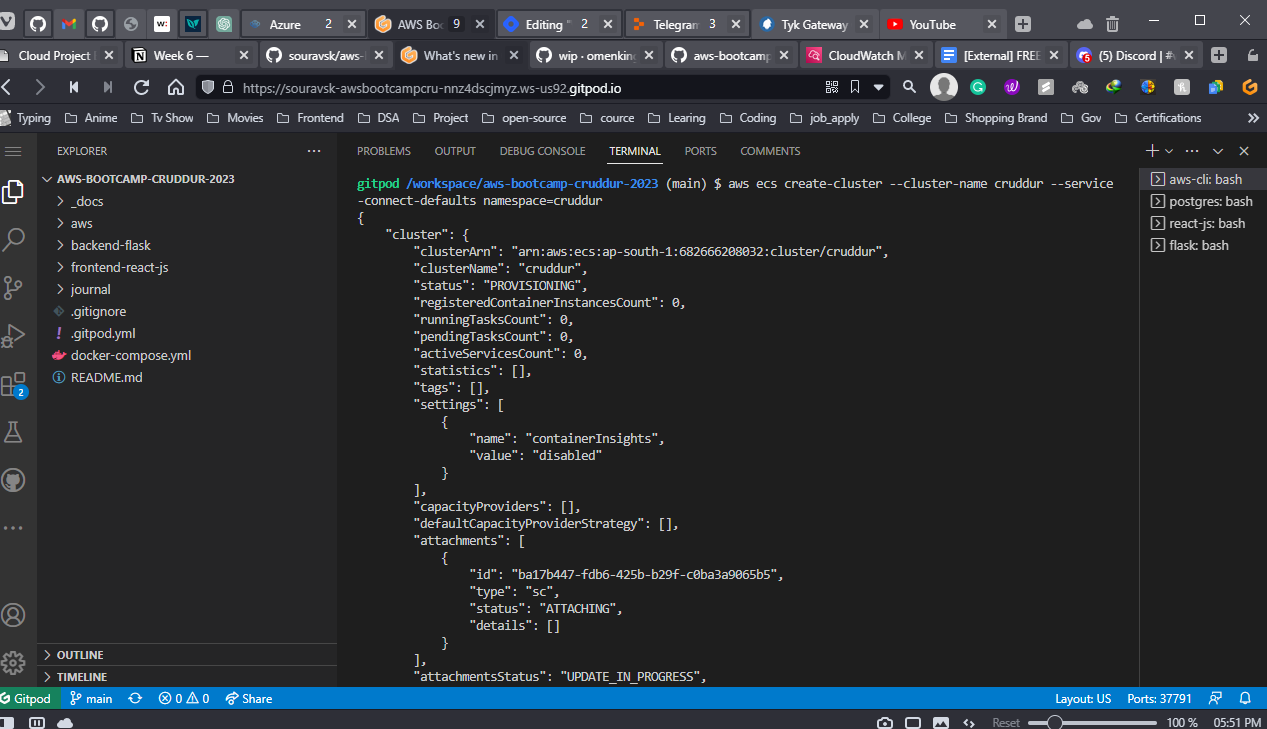 Azure 2
AWS Boo 9
Editing " 2
Telegram 3
Tyk Gateway
YouTube
Cloud Project
Week 6 —
souravsk/aws-
What's new in
wip · omenking
aws-bootcamp
CloudWatch M
[External] FREE
(5) Discord | #
https://souravsk-awsbootcampcru-nnz4dscjmyz.ws-us92.gitpod.io
Typing
Anime
Tv Show
Movies
Frontend
DSA
Project
open-source
cource
Learing
Coding
job_apply
College
Shopping Brand
Gov
Certifications
EXPLORER
AWS-BOOTCAMP-CRUDDUR-2023
_docs
aws
backend-flask
frontend-react-js
journal
.gitignore
.gitpod.yml
docker-compose.yml
README.md
2
OUTLINE
TIMELINE
PROBLEMS
OUTPUT
DEBUG CONSOLE
TERMINAL
PORTS
COMMENTS
gitpod /workspace/aws-bootcamp-cruddur-2023 (main) $ aws ecs create-cluster --cluster-name cruddur --service
-connect-defaults namespace=cruddur
{
"cluster": {
"clusterArn": "arn:aws:ecs:ap-south-1:682666208032:cluster/cruddur",
"clusterName": "cruddur",
"status": "PROVISIONING",
"registeredContainerInstancesCount": 0,
"runningTasksCount": 0,
"pendingTasksCount": 0,
"activeServicesCount": 0,
"statistics": [],
"tags": [],
"settings": [
{
"name": "containerInsights",
"value": "disabled"
}
],
"capacityProviders": [],
"defaultCapacityProviderStrategy": [],
"attachments": [
{
"id": "ba17b447-fdb6-425b-b29f-c0ba3a9065b5",
"type": "sc",
"status": "ATTACHING",
"details": []
}
],
"attachmentsStatus": "UPDATE_IN_PROGRESS",
aws-cli: bash
postgres: bash
react-js: bash
flask: bash
Gitpod
main
0
0
Share
Layout: US
Ports: 37791
Reset
100 %
05:51 PM